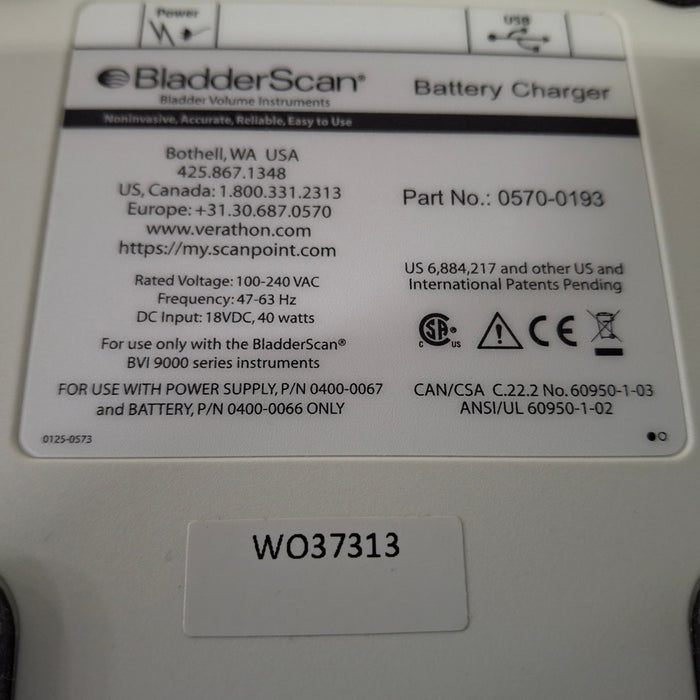 Power
USB
BladderScan®
Bladder Volume Instruments
Battery Charger
Noninvasive, Accurate, Reliable, Easy to Use
Bothell, WA USA
425.867.1348
US, Canada: 1.800.331.2313
Europe: +31.30.687.0570
www.verathon.com
https://my.scanpoint.com
Rated Voltage: 100-240 VAC
Frequency: 47-63 Hz
DC Input: 18VDC, 40 watts
For use only with the BladderScan®
BVI 9000 series instruments
FOR USE WITH POWER SUPPLY, P/N 0400-0067
and BATTERY, P/N 0400-0066 ONLY
0125-0573
Part No.: 0570-0193
US 6,884,217 and other US and
International Patents Pending
C SA® US CE
CAN/CSA C.22.2 No. 60950-1-03
ANSI/UL 60950-1-02
WO37313